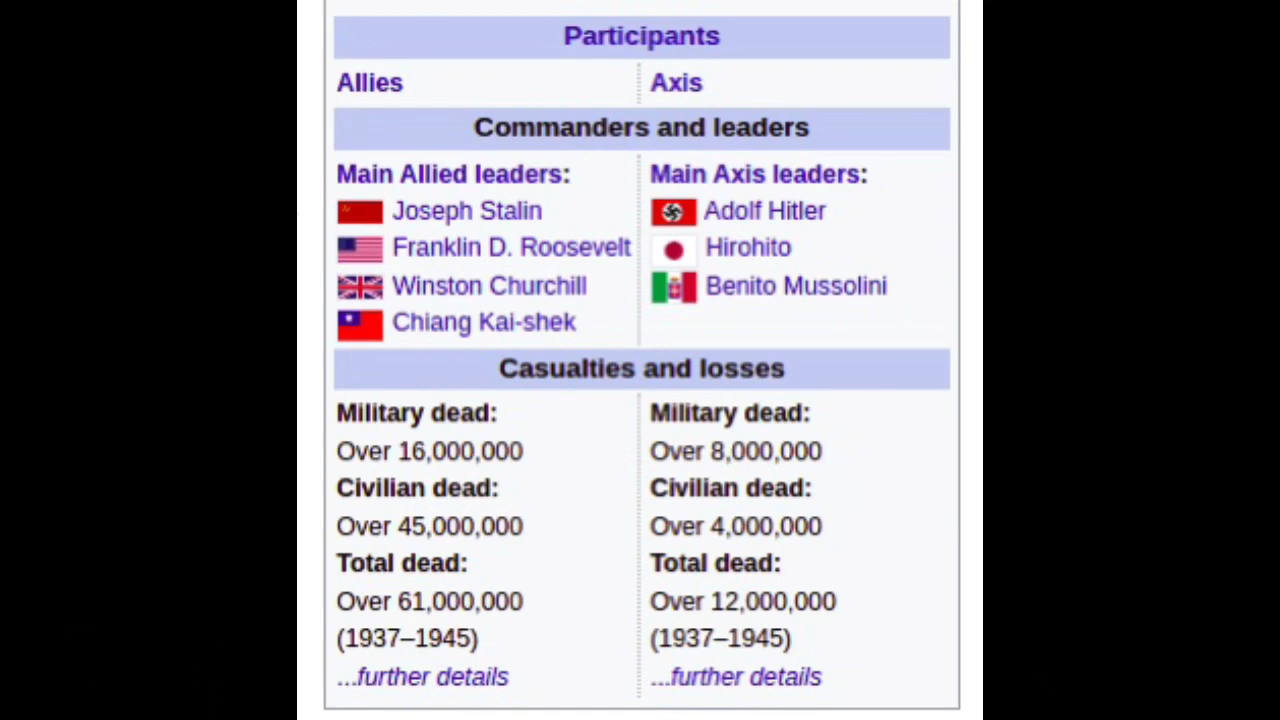 Participants
Allies
Axis
Commanders and leaders
Main Allied leaders:
Joseph Stalin
Franklin D. Roosevelt
Winston Churchill
Chiang Kai-shek
Main Axis leaders:
Adolf Hitler
Hirohito
Benito Mussolini
Casualties and losses
Military dead:
Over 16,000,000
Civilian dead:
Over 45,000,000
Total dead:
Over 61,000,000
(1937–1945)
...further details
Military dead:
Over 8,000,000
Civilian dead:
Over 4,000,000
Total dead:
Over 12,000,000
(1937–1945)
...further details